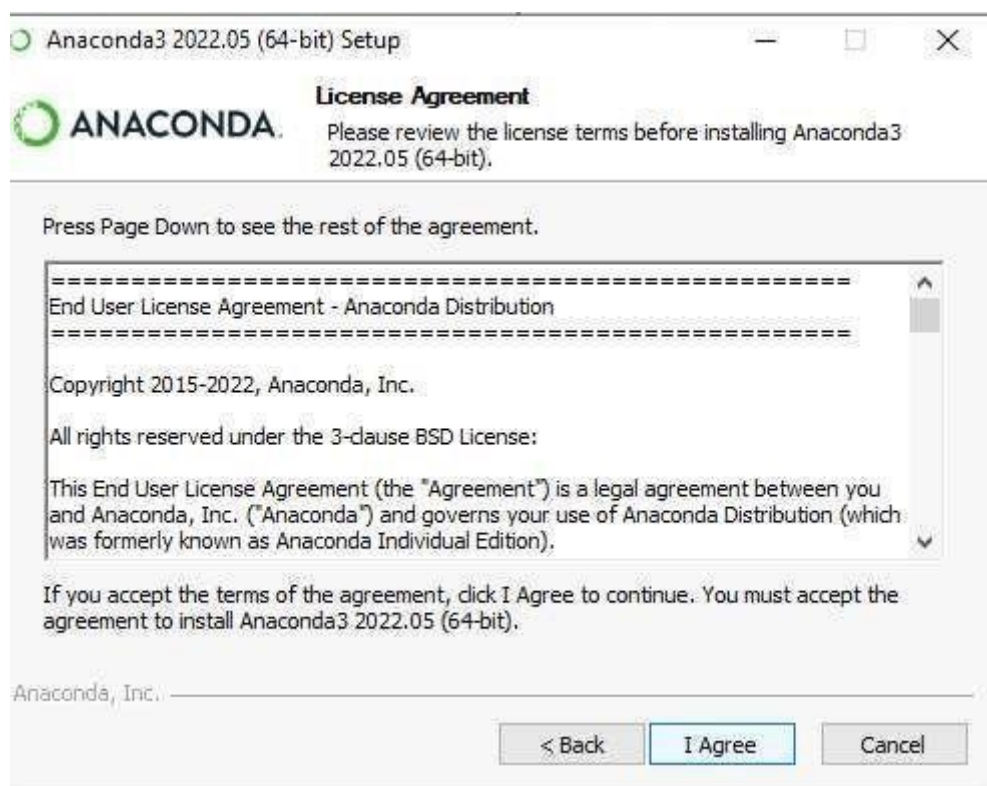 Anaconda3 2022.05 (64-bit) Setup
ANACONDA.
License Agreement
Please review the license terms before installing Anaconda3
2022.05 (64-bit).
Press Page Down to see the rest of the agreement.
==================================================
End User License Agreement - Anaconda Distribution
==================================================
Copyright 2015-2022, Anaconda, Inc.
All rights reserved under the 3-clause BSD License:
This End User License Agreement (the "Agreement") is a legal agreement between you
and Anaconda, Inc. ("Anaconda") and governs your use of Anaconda Distribution (which
was formerly known as Anaconda Individual Edition).
If you accept the terms of the agreement, click I Agree to continue. You must accept the
agreement to install Anaconda3 2022.05 (64-bit).
Anaconda, Inc.
< Back
I Agree
Cancel